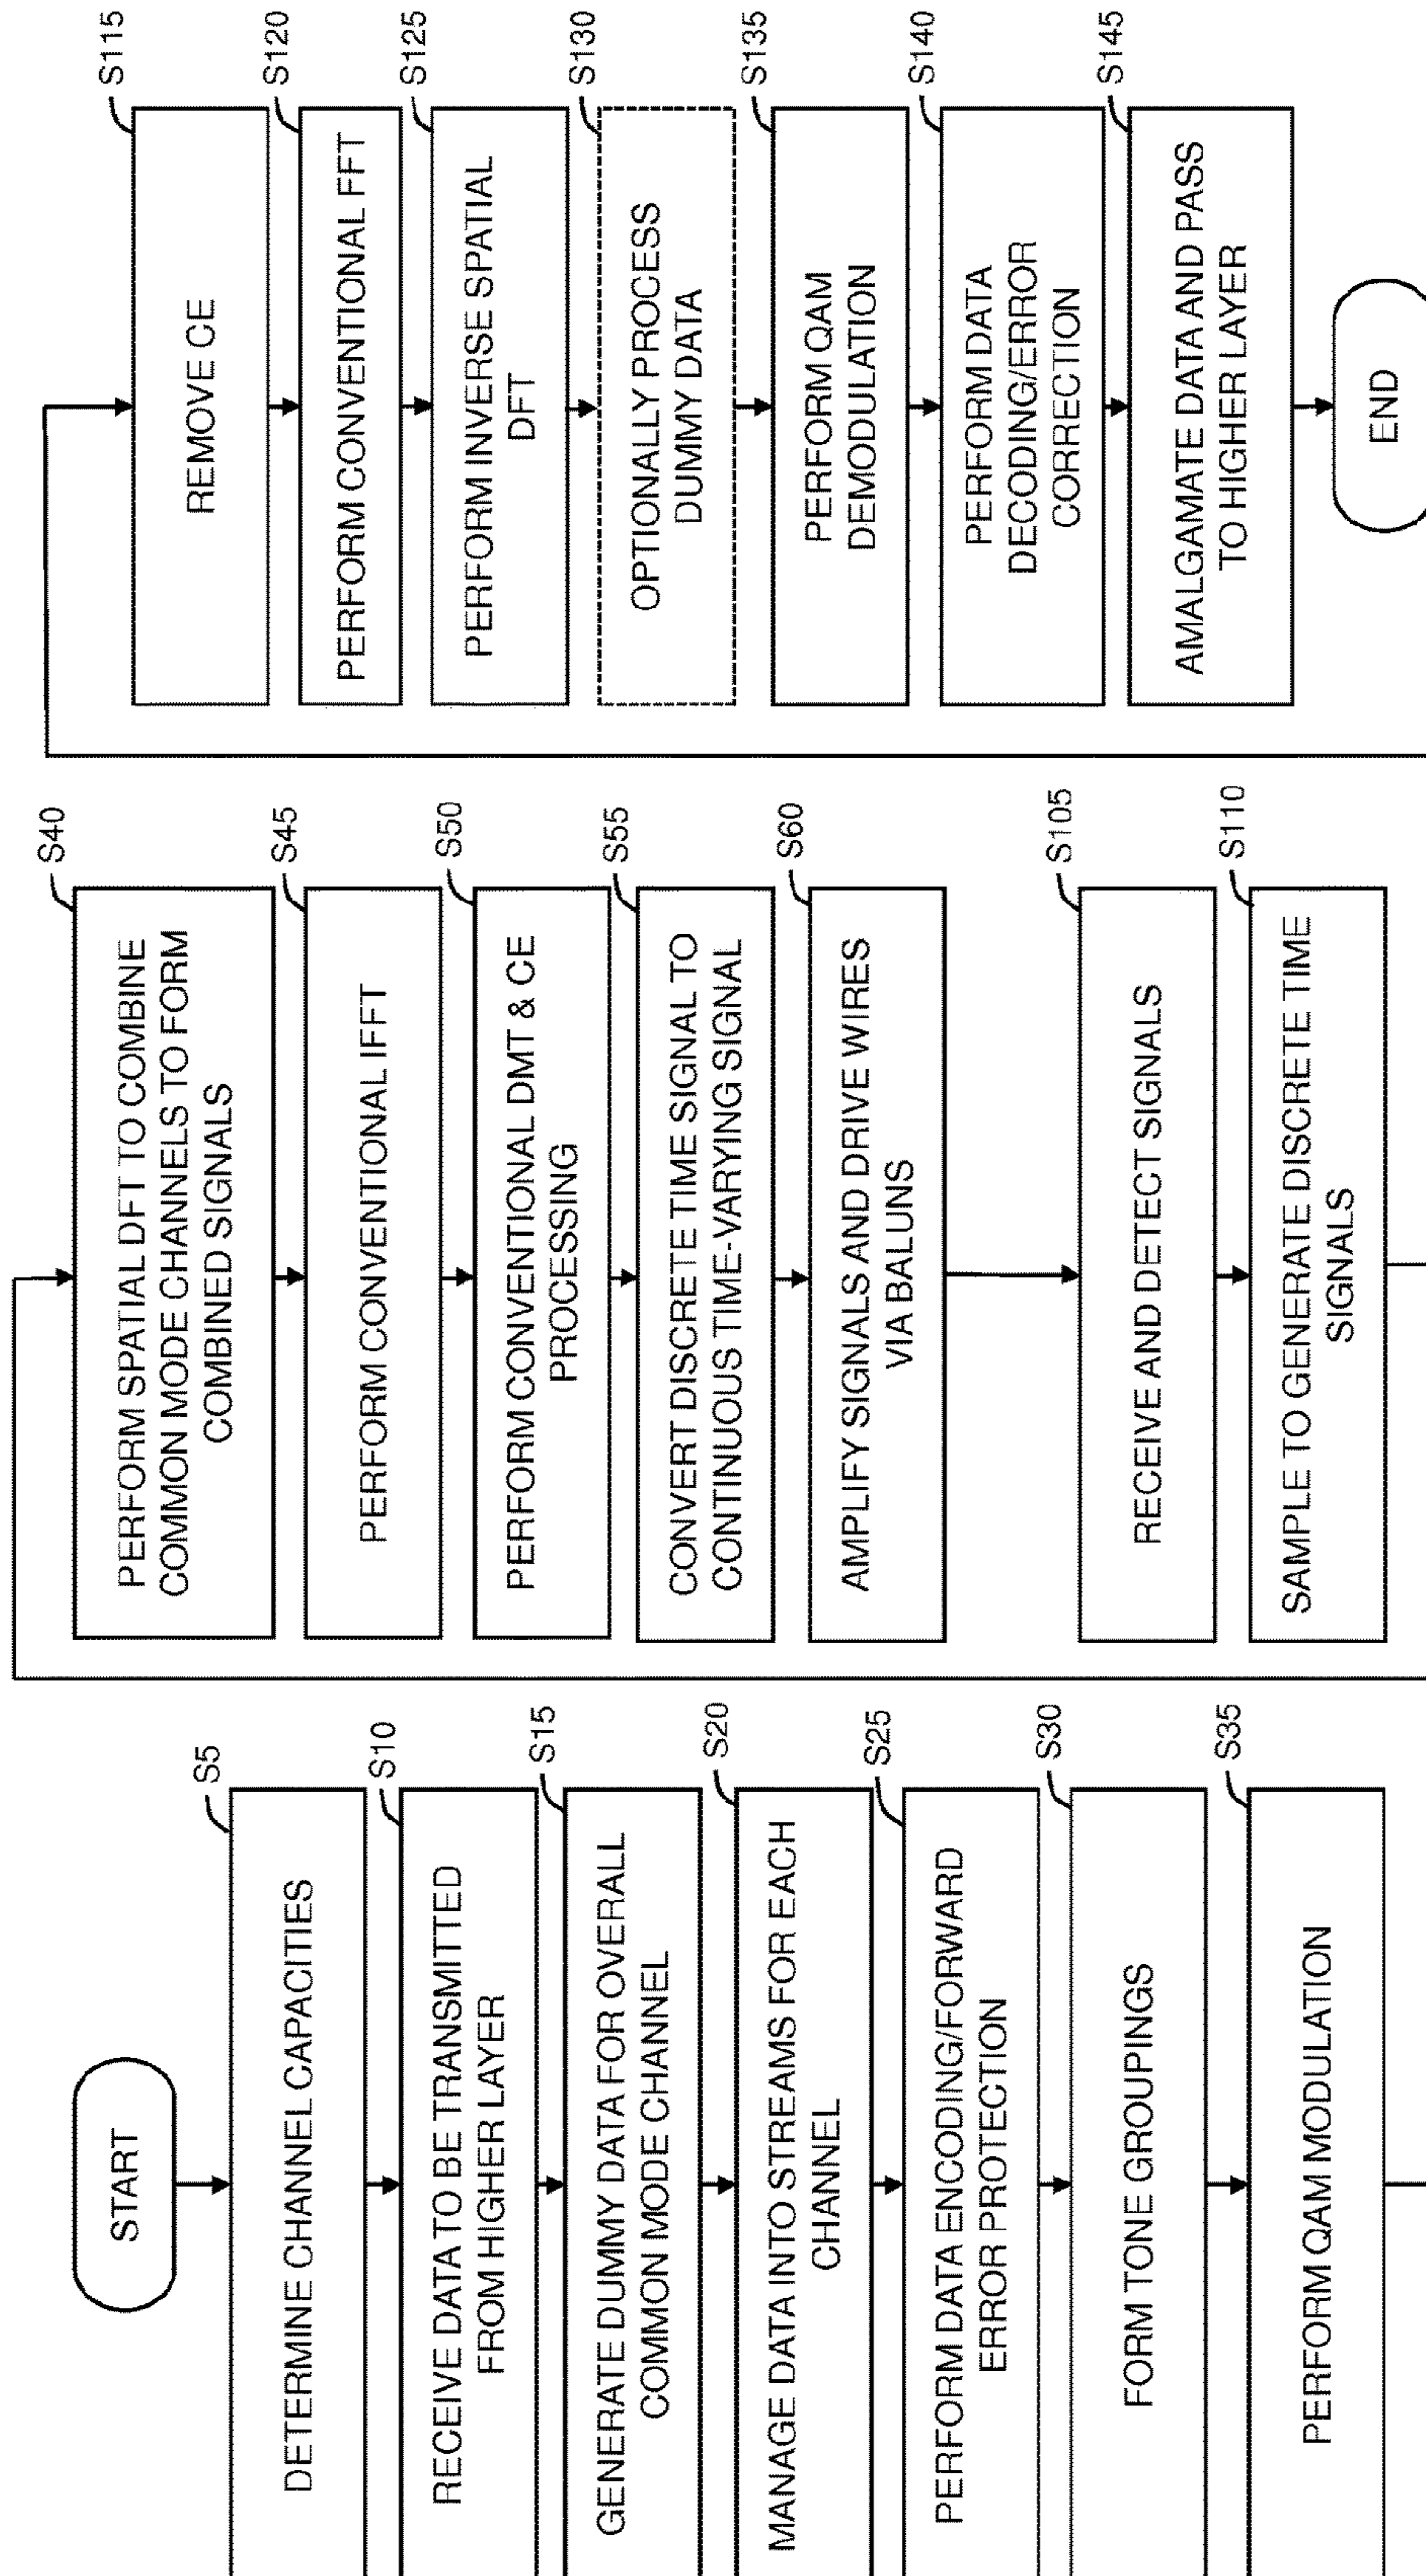 START
S5
DETERMINE CHANNEL CAPACITIES
S10
RECEIVE DATA TO BE TRANSMITTED
FROM HIGHER LAYER
S15
GENERATE DUMMY DATA FOR OVERALL
COMMON MODE CHANNEL
S20
MANAGE DATA INTO STREAMS FOR EACH
CHANNEL
S25
PERFORM DATA ENCODING/FORWARD
ERROR PROTECTION
S30
FORM TONE GROUPINGS
S35
PERFORM QAM MODULATION
S40
PERFORM SPATIAL DFT TO COMBINE
COMMON MODE CHANNELS TO FORM
COMBINED SIGNALS
S45
PERFORM CONVENTIONAL IFFT
S50
PERFORM CONVENTIONAL DMT & CE
PROCESSING
S55
CONVERT DISCRETE TIME SIGNAL TO
CONTINUOUS TIME-VARYING SIGNAL
S60
AMPLIFY SIGNALS AND DRIVE WIRES
VIA BALUNS
S105
RECEIVE AND DETECT SIGNALS
S110
SAMPLE TO GENERATE DISCRETE TIME
SIGNALS
S115
REMOVE CE
S120
PERFORM CONVENTIONAL FFT
S125
PERFORM INVERSE SPATIAL
DFT
S130
OPTIONALLY PROCESS
DUMMY DATA
S135
PERFORM QAM
DEMODULATION
S140
PERFORM DATA
DECODING/ERROR
CORRECTION
S145
AMALGAMATE DATA AND PASS
TO HIGHER LAYER
END